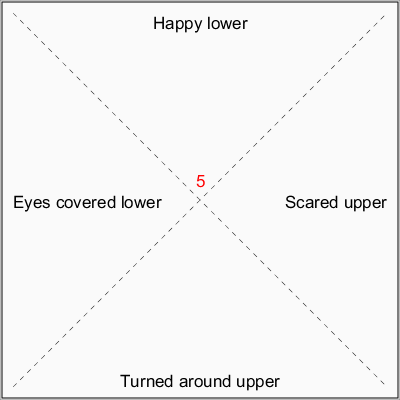 Happy lower
5
Eyes covered lower
Scared upper
Turned around upper